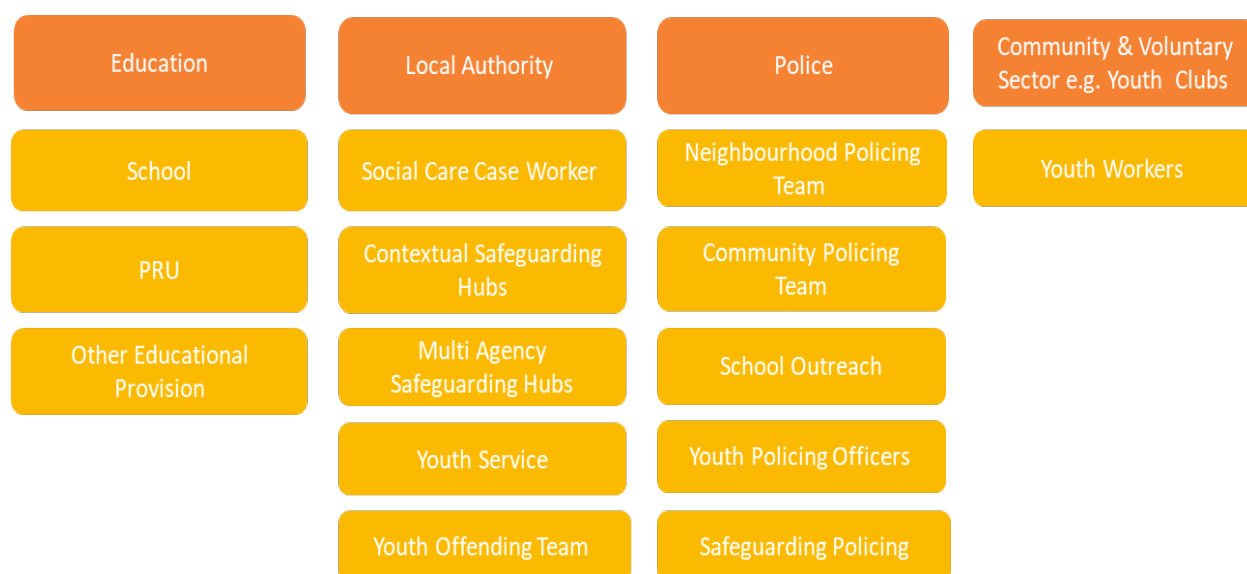 Education
School
PRU
Other Educational
Provision
Local Authority
Social Care Case Worker
Contextual Safeguarding
Hubs
Multi Agency
Safeguarding Hubs
Youth Service
Youth Offending Team
Police
Neighbourhood Policing
Team
Community Policing
Team
School Outreach
Youth Policing Officers
Safeguarding Policing
Community & Voluntary
Sector e.g. Youth Clubs
Youth Workers